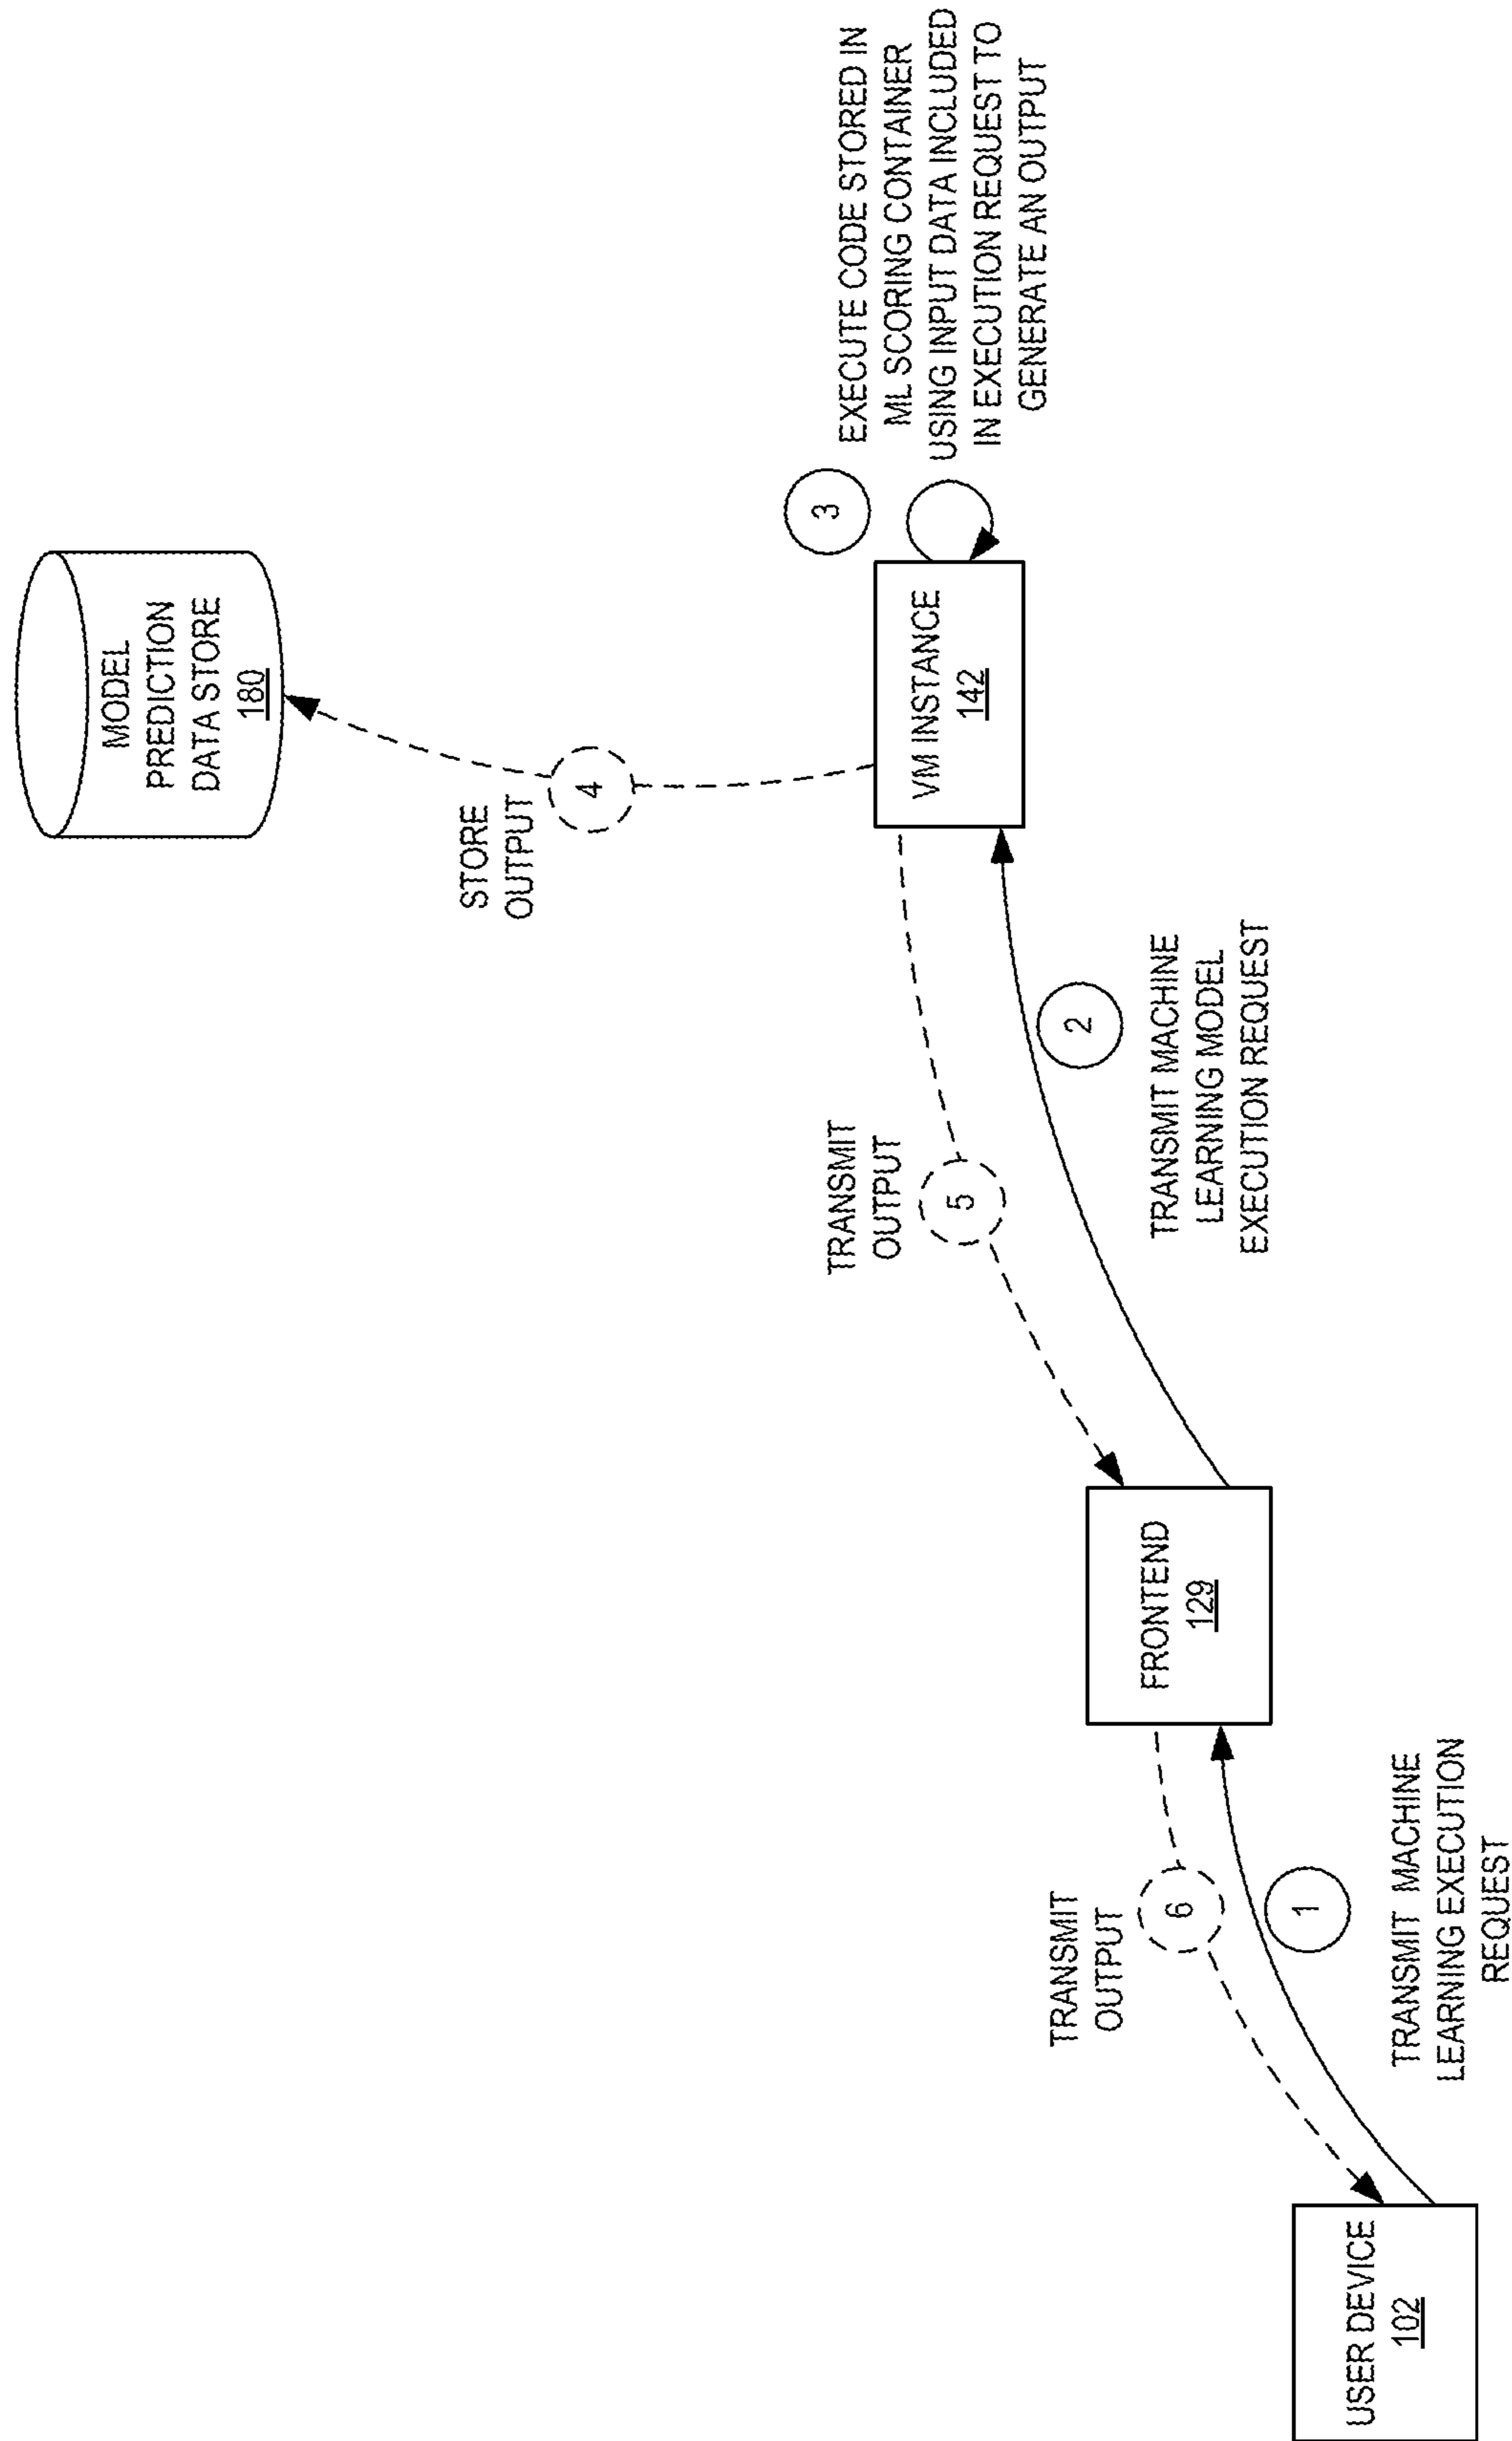 MODEL
PREDICTION
DATA STORE
180
STORE
OUTPUT
4
3
EXECUTE CODE STORED IN
ML SCORING CONTAINER
USING INPUT DATA INCLUDED
IN EXECUTION REQUEST TO
GENERATE AN OUTPUT
VM INSTANCE
142
TRANSMIT
OUTPUT
5
2
TRANSMIT MACHINE
LEARNING MODEL
EXECUTION REQUEST
FRONTEND
129
TRANSMIT
OUTPUT
6
1
TRANSMIT MACHINE
LEARNING EXECUTION
REQUEST
USER DEVICE
102